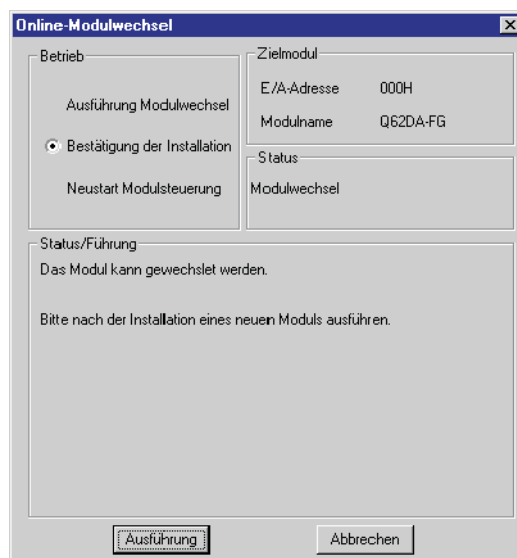 Online-Modulwechsel
Betrieb
Ausführung Modulwechsel
Bestätigung der Installation
Neustart Modulsteuerung
Zielmodul
E/A-Adresse 000H
Modulname Q62DA-FG
Status
Modulwechsel
Status/Führung
Das Modul kann gewechslet werden.
Bitte nach der Installation eines neuen Moduls ausführen.
Ausführung Abbrechen